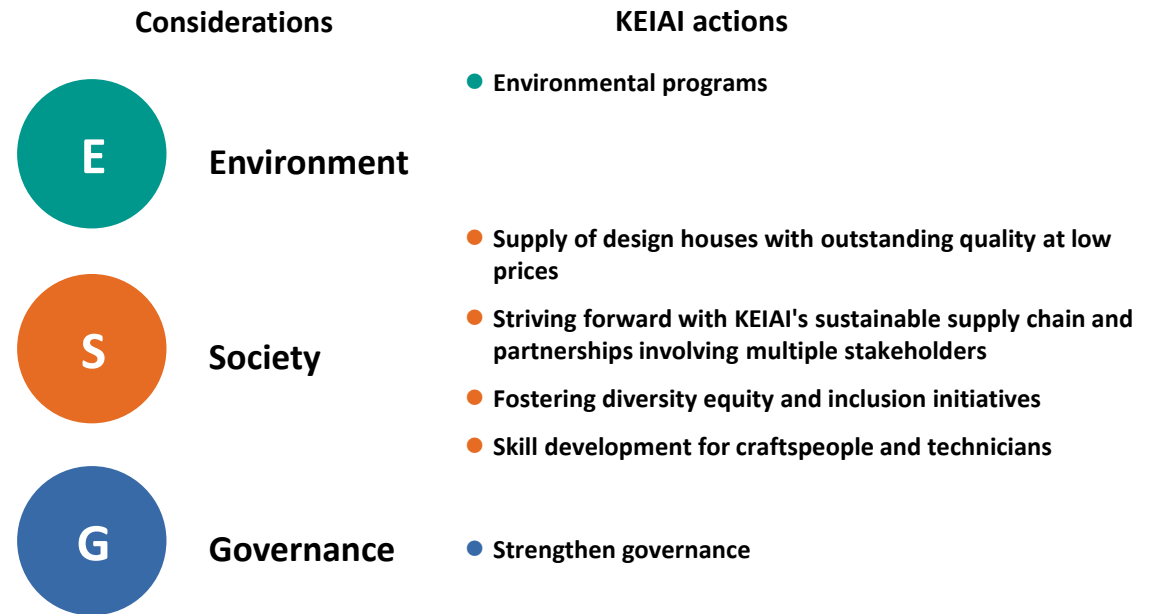 Considerations
KEIAI actions
E
Environment
Environmental programs
S
Society
Supply of design houses with outstanding quality at low
prices
Striving forward with KEIAI's sustainable supply chain and
partnerships involving multiple stakeholders
Fostering diversity equity and inclusion initiatives
Skill development for craftspeople and technicians
G
Governance
Strengthen governance